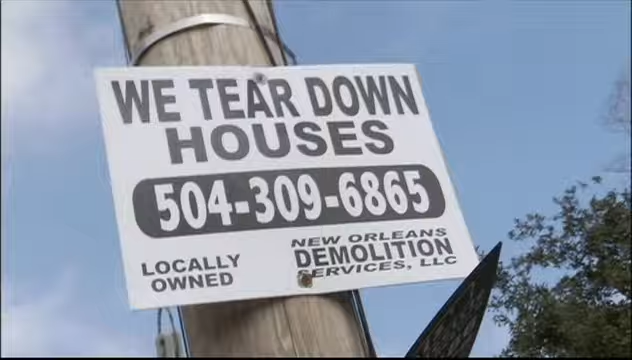 WE TEAR DOWN
HOUSES
504-309-6865
LOCALLY
OWNED
NEW ORLEANS
DEMOLITION
SERVICES, LLC